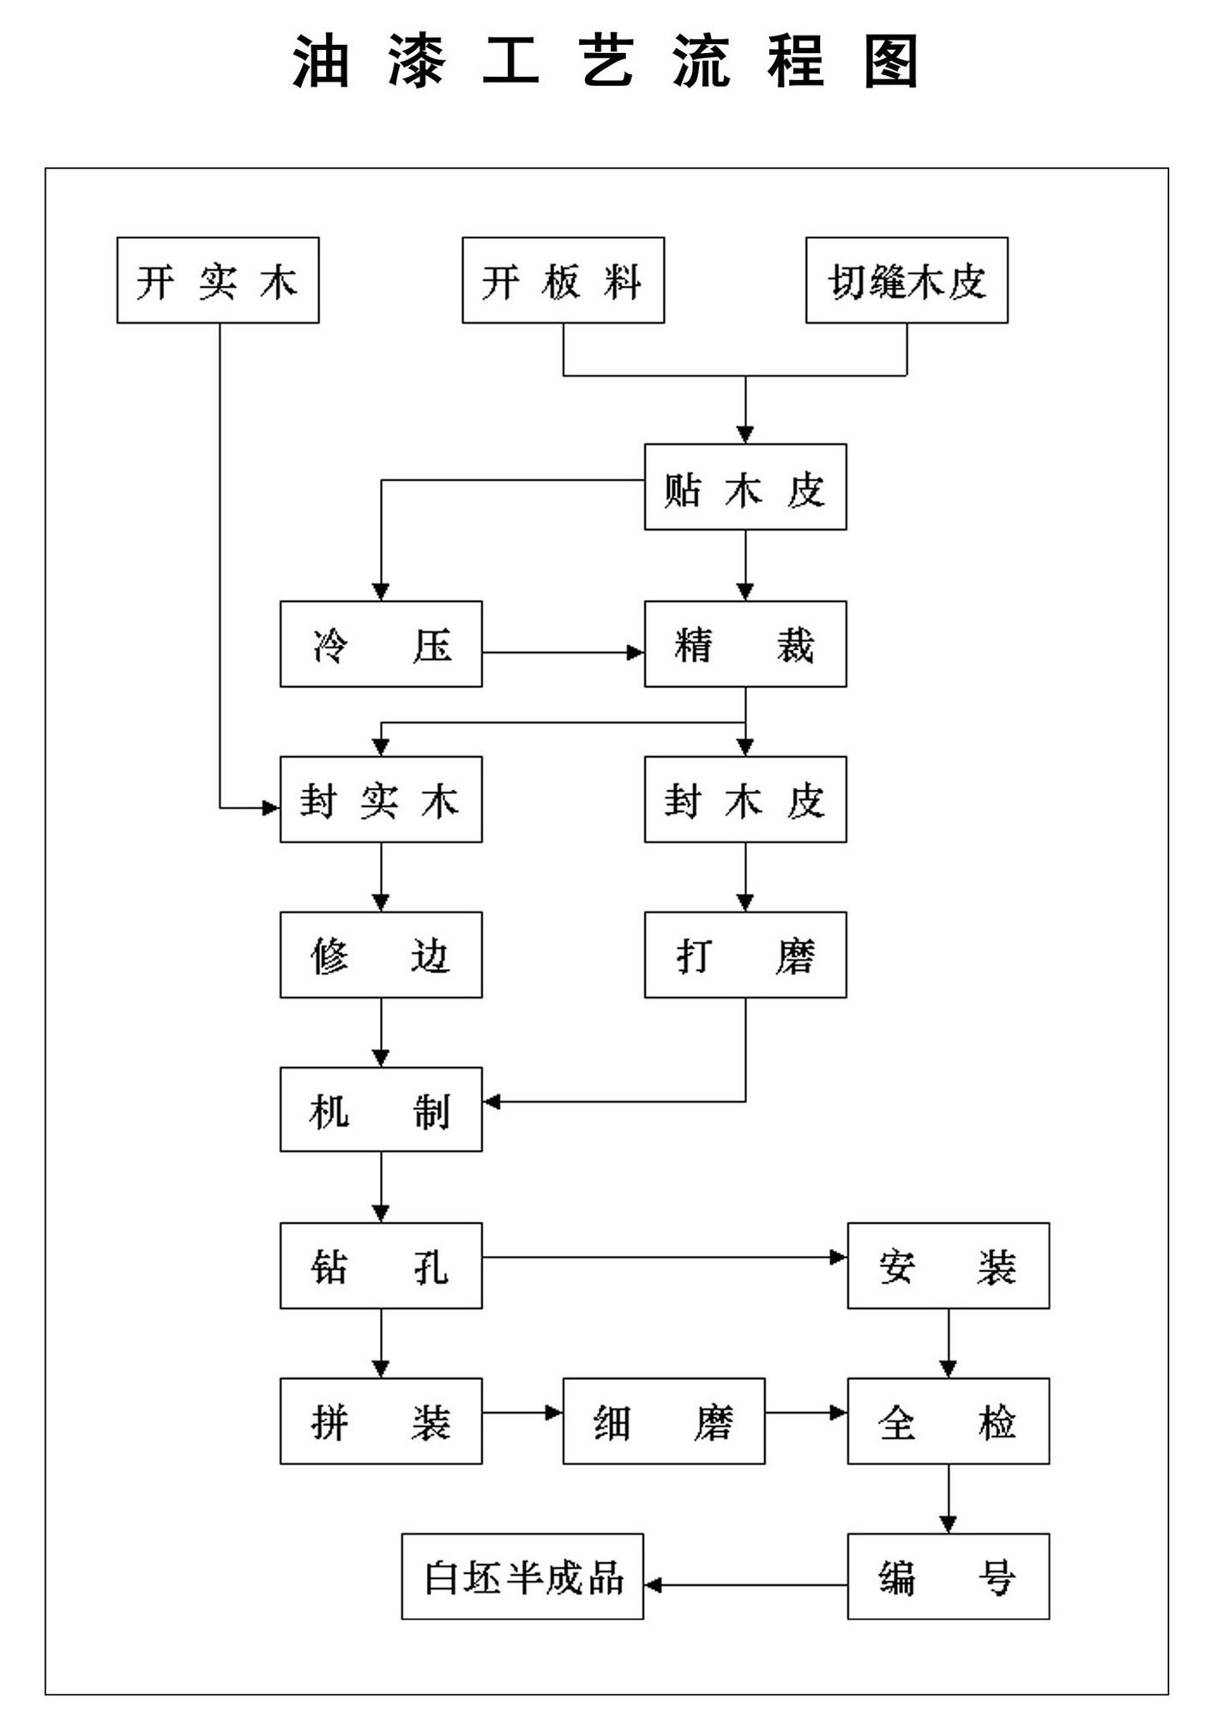 油漆工艺流程图
开实木
开板料
切缝木皮
贴木皮
冷压
精裁
封实木
封木皮
修边
打磨
机制
钻孔
安装
拼装
细磨
全检
白坯半成品
编号